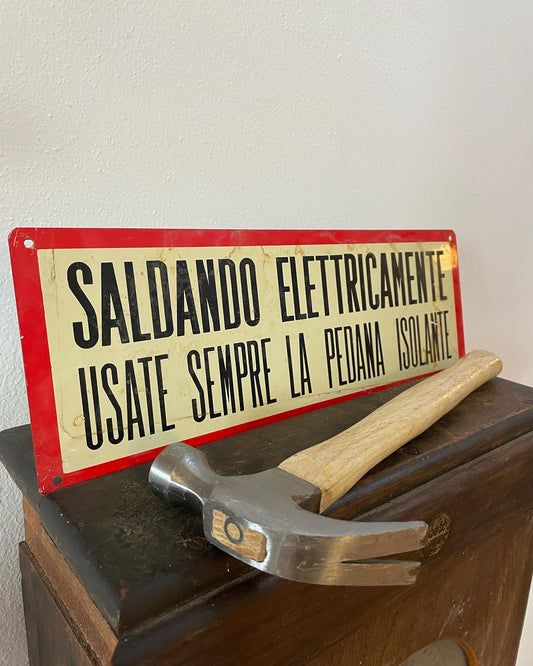 SALDANDO ELETTRICAMENTE
USATE SEMPRE LA PEDANA ISOLANTE